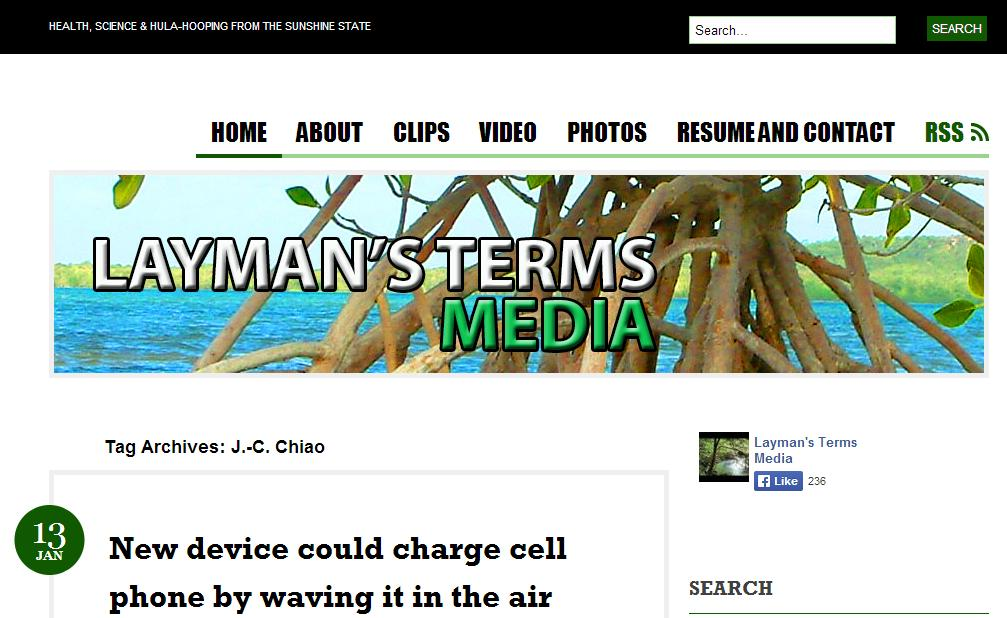 HEALTH, SCIENCE & HULA-HOOPING FROM THE SUNSHINE STATE
Search...
SEARCH
HOME ABOUT CLIPS VIDEO PHOTOS RESUME AND CONTACT RSS
LAYMAN'S TERMS
MEDIA
Tag Archives: J.-C. Chiao
Layman's Terms
Media
Like 236
13
JAN
New device could charge cell
phone by waving it in the air
SEARCH